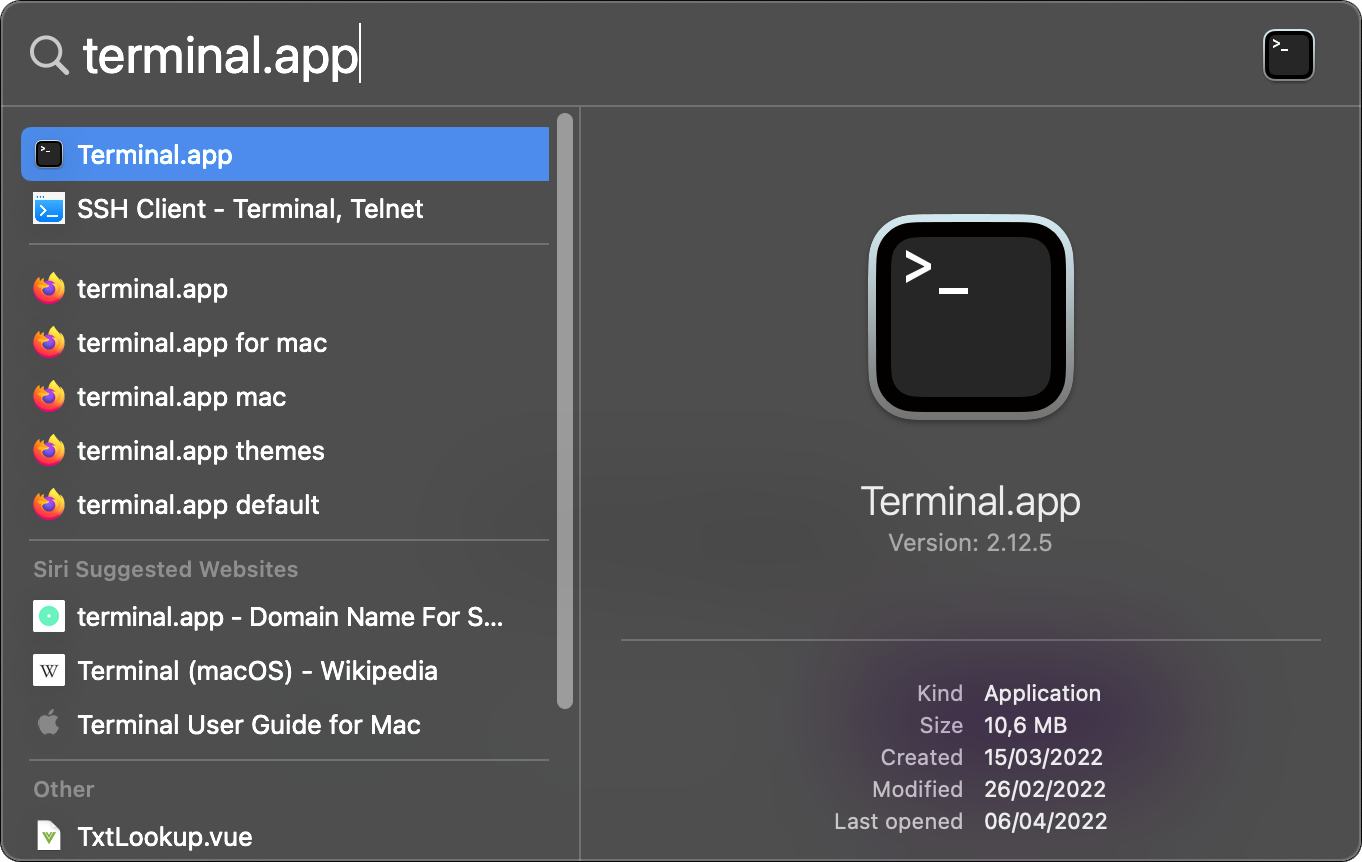 terminal.app
Terminal.app
SSH Client - Terminal, Telnet
terminal.app
terminal.app for mac
terminal.app mac
terminal.app themes
terminal.app default
Siri Suggested Websites
terminal.app - Domain Name For S...
Terminal (macOS) - Wikipedia
Terminal User Guide for Mac
Other
TxtLookup.vue
Terminal.app
Version: 2.12.5
Kind Application
Size 10,6 MB
Created 15/03/2022
Modified 26/02/2022
Last opened 06/04/2022